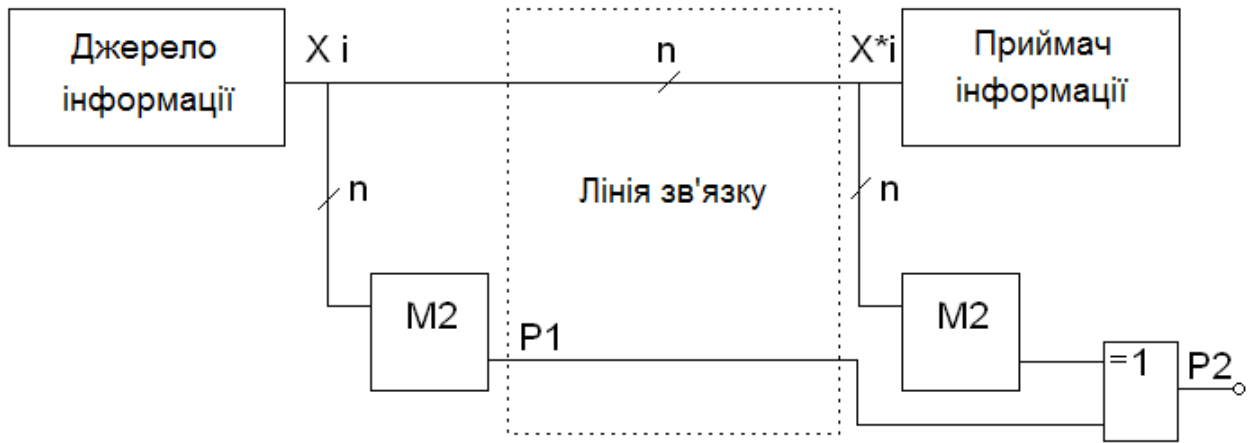 Джерело
інформації
X i
n
X*i
Приймач
інформації
n
Лінія зв'язку
n
M2
P1
M2
=1
P2